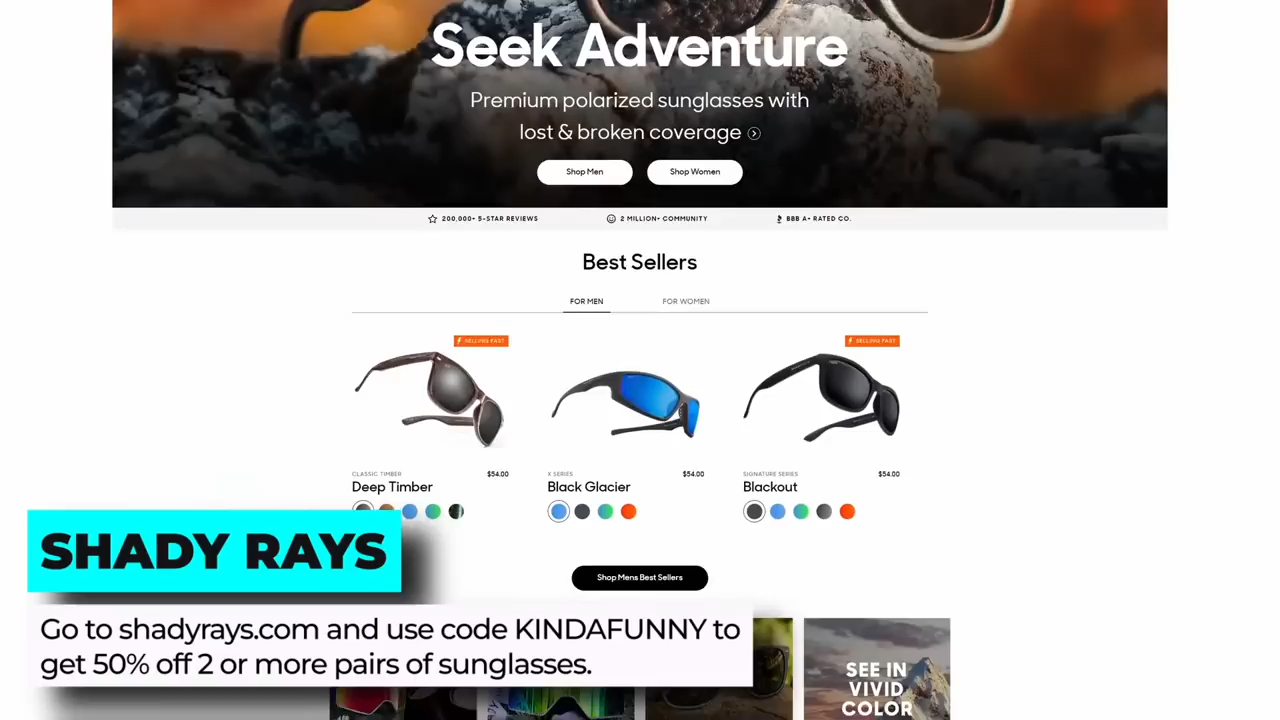 Seek Adventure
Premium polarized sunglasses with
lost & broken coverage
Shop Men
Shop Women
200,000+ 5-STAR REVIEWS
2 MILLION+ COMMUNITY
BBB A+ RATED CO.
Best Sellers
FOR MEN
FOR WOMEN
SELLING FAST
SELLING FAST
CLASSIC TIMBER
$54.00
Deep Timber
X SERIES
$54.00
Black Glacier
SIGNATURE SERIES
$54.00
Blackout
Shop Mens Best Sellers
SHADY RAYS
Go to shadyrays.com and use code KINDAFUNNY to
get 50% off 2 or more pairs of sunglasses.
SEE IN
VIVID
COLOR